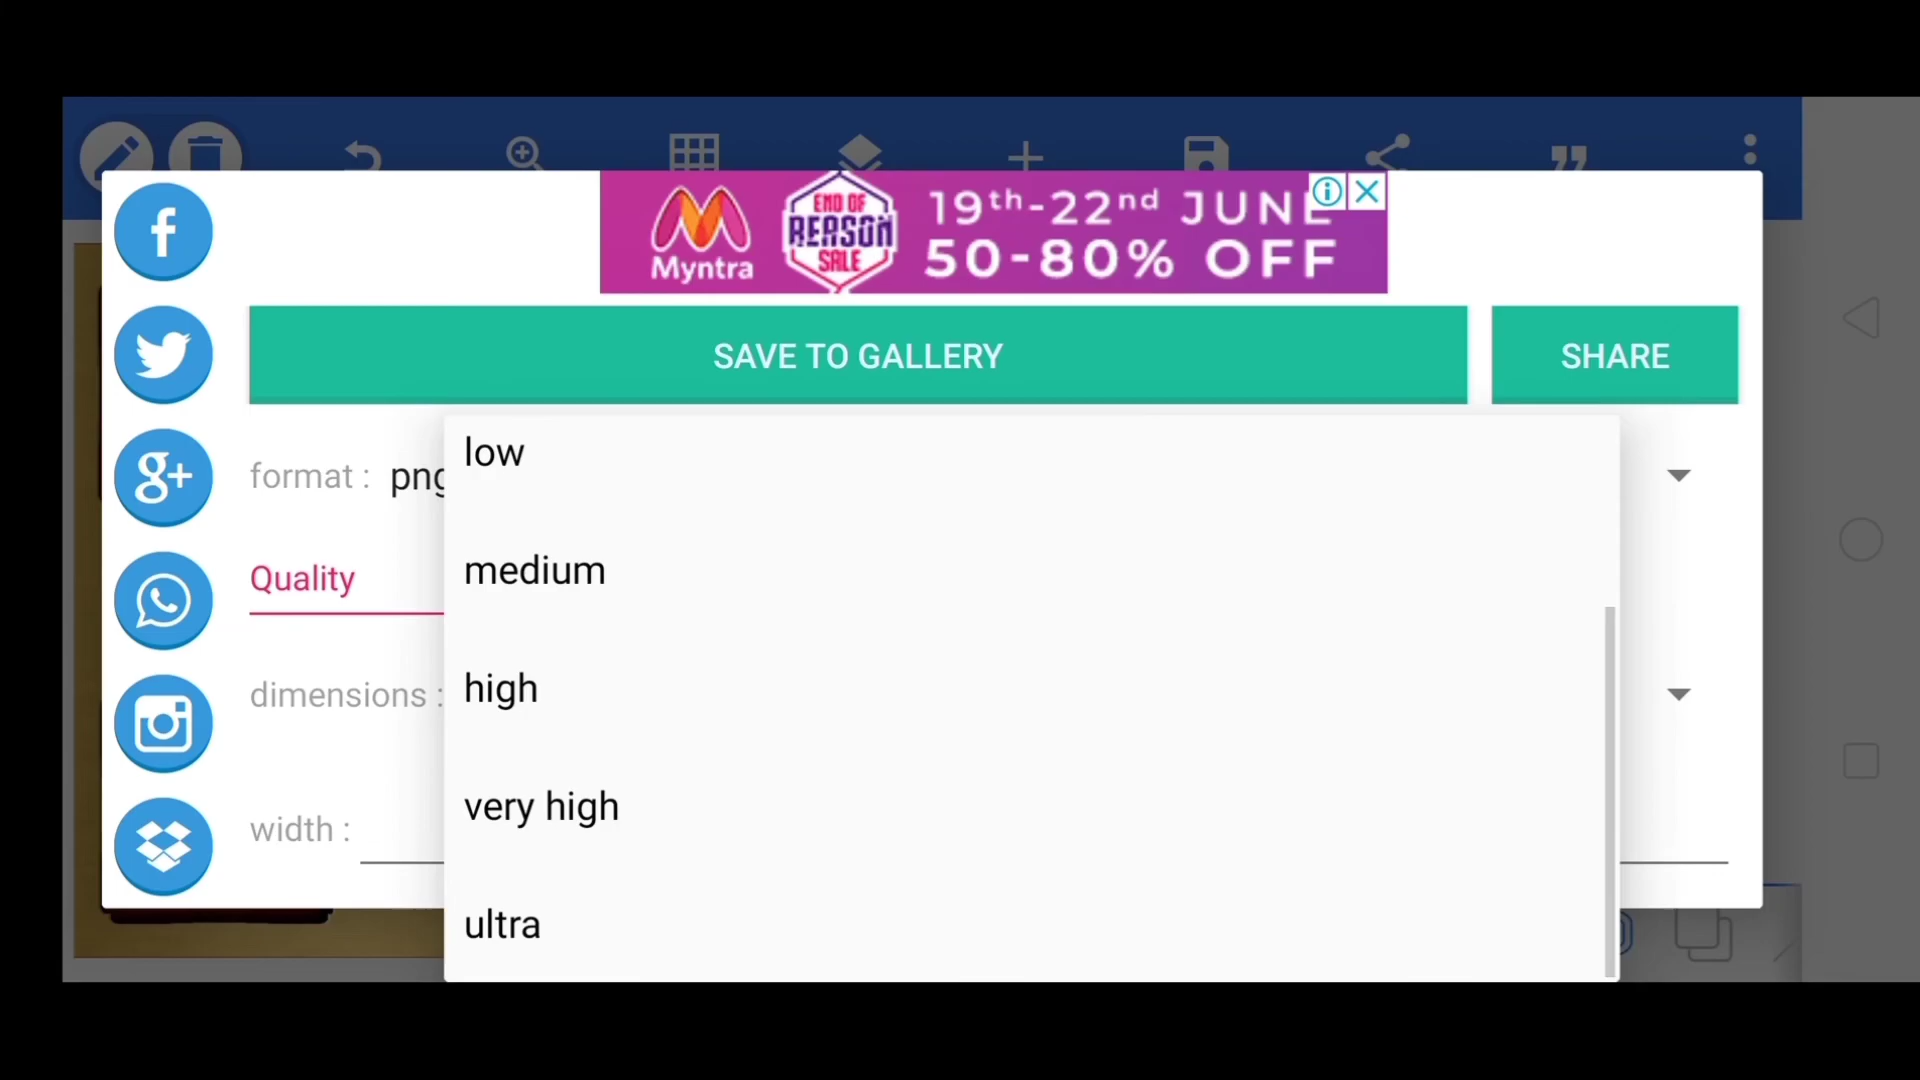 Myntra
END OF
REASON
SALE
19th-22nd JUNE
50-80% OFF
SAVE TO GALLERY
SHARE
format : png
low
medium
Quality
high
dimensions :
very high
width :
ultra